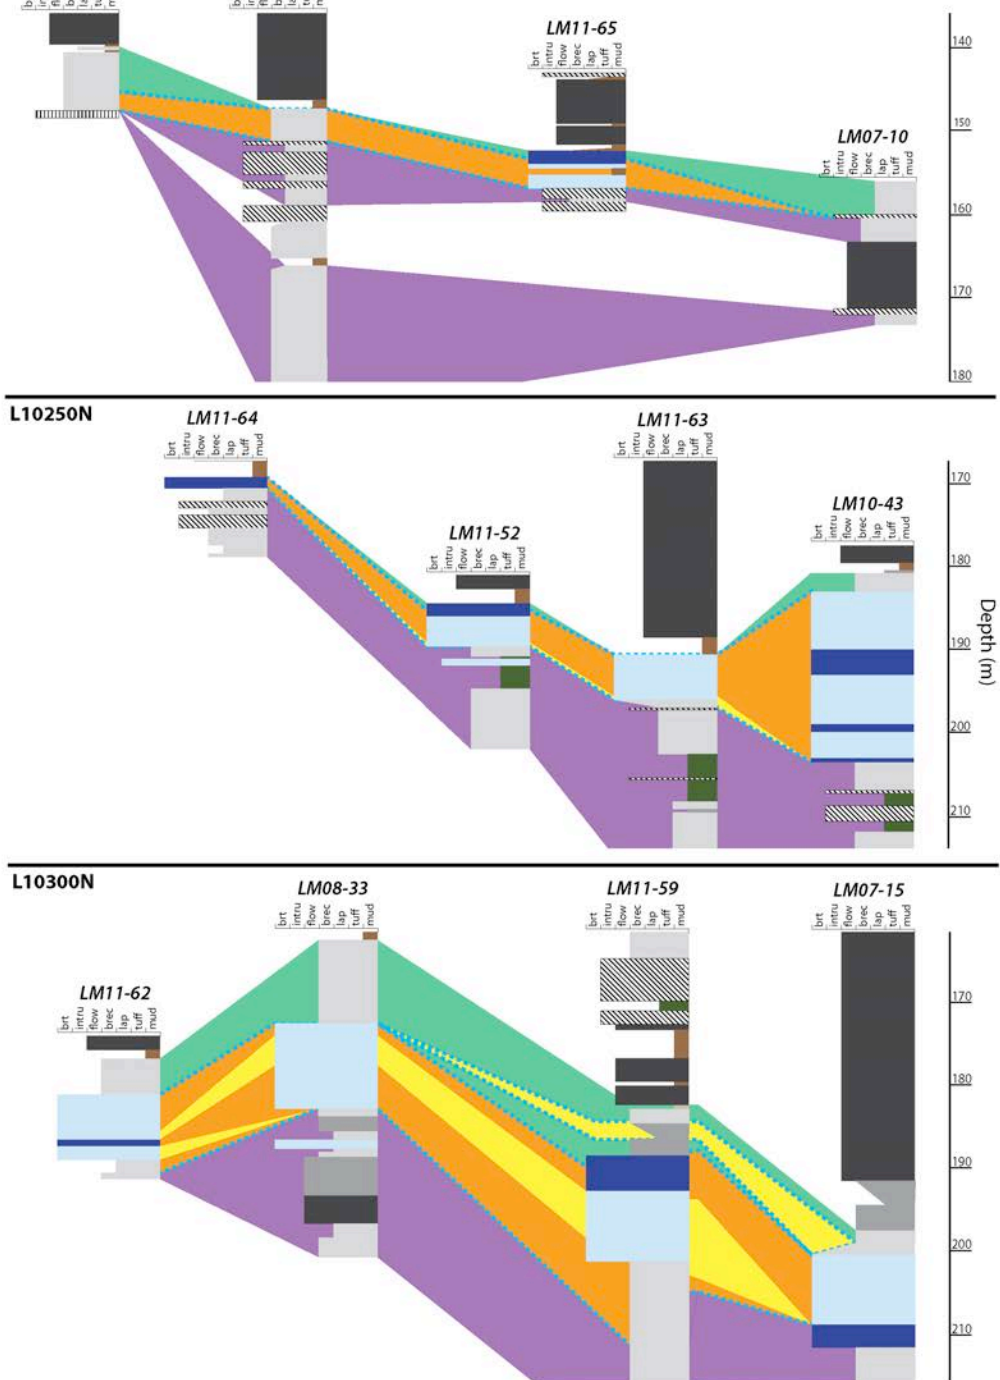 LM11-65
brt intru flow brec lap tuff mud
LM07-10
brt intru flow brec lap tuff mud
140
150
160
170
180
L10250N
LM11-64
brt intru flow brec lap tuff mud
LM11-52
brt intru flow brec lap tuff mud
LM11-63
brt intru flow brec lap tuff mud
LM10-43
brt intru flow brec lap tuff mud
170
180
190
200
210
Depth (m)
L10300N
LM11-62
brt intru flow brec lap tuff mud
LM08-33
brt intru flow brec lap tuff mud
LM11-59
brt intru flow brec lap tuff mud
LM07-15
brt intru flow brec lap tuff mud
170
180
190
200
210